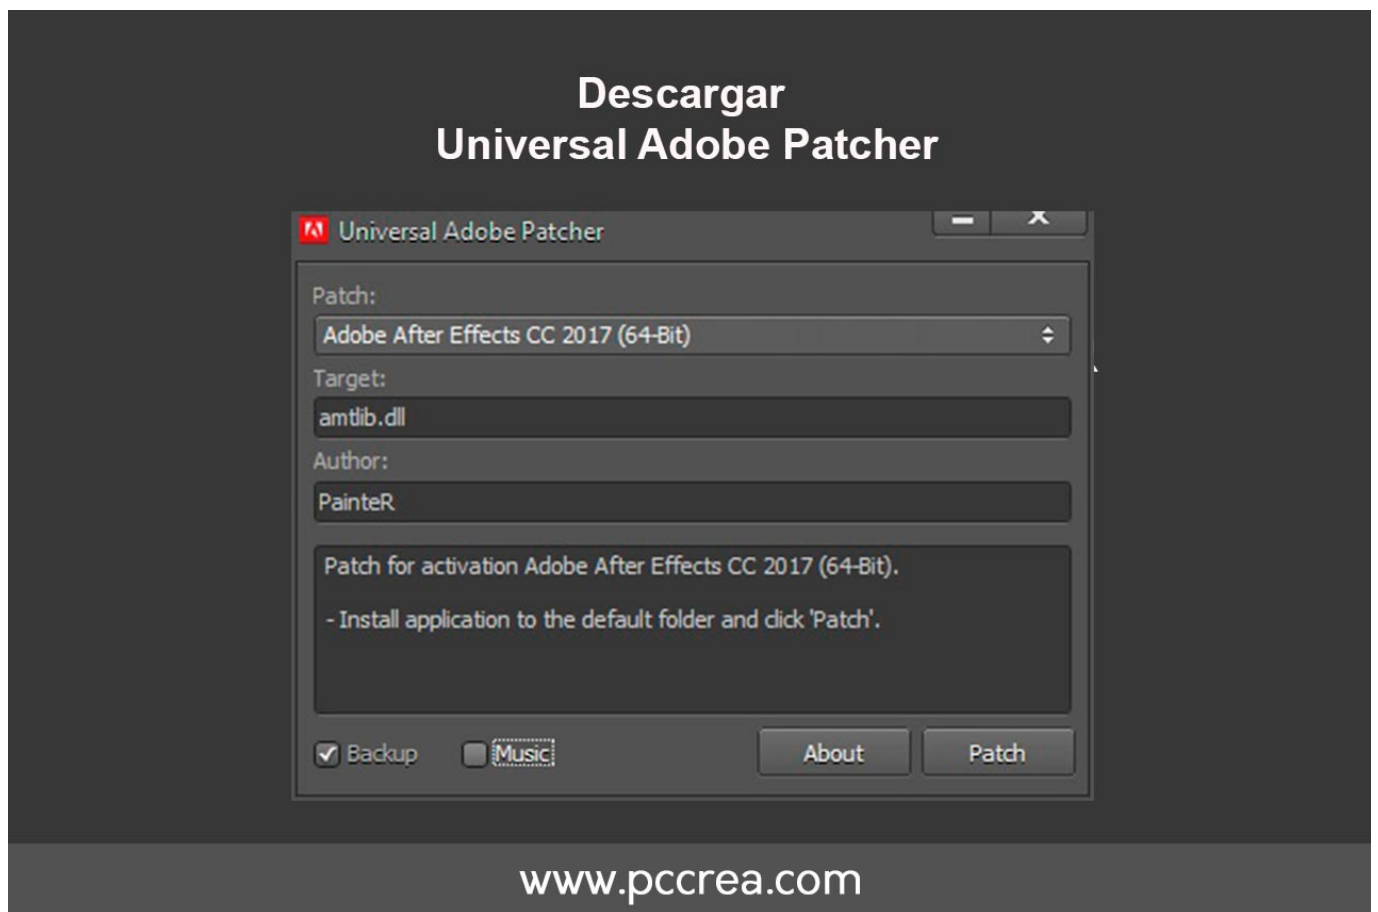 Descargar
Universal Adobe Patcher
Universal Adobe Patcher
Patch:
Adobe After Effects CC 2017 (64-Bit)
Target:
amtlib.dll
Author:
PainteR
Patch for activation Adobe After Effects CC 2017 (64-Bit).
- Install application to the default folder and click 'Patch'.
Backup Music About Patch
www.pccrea.com